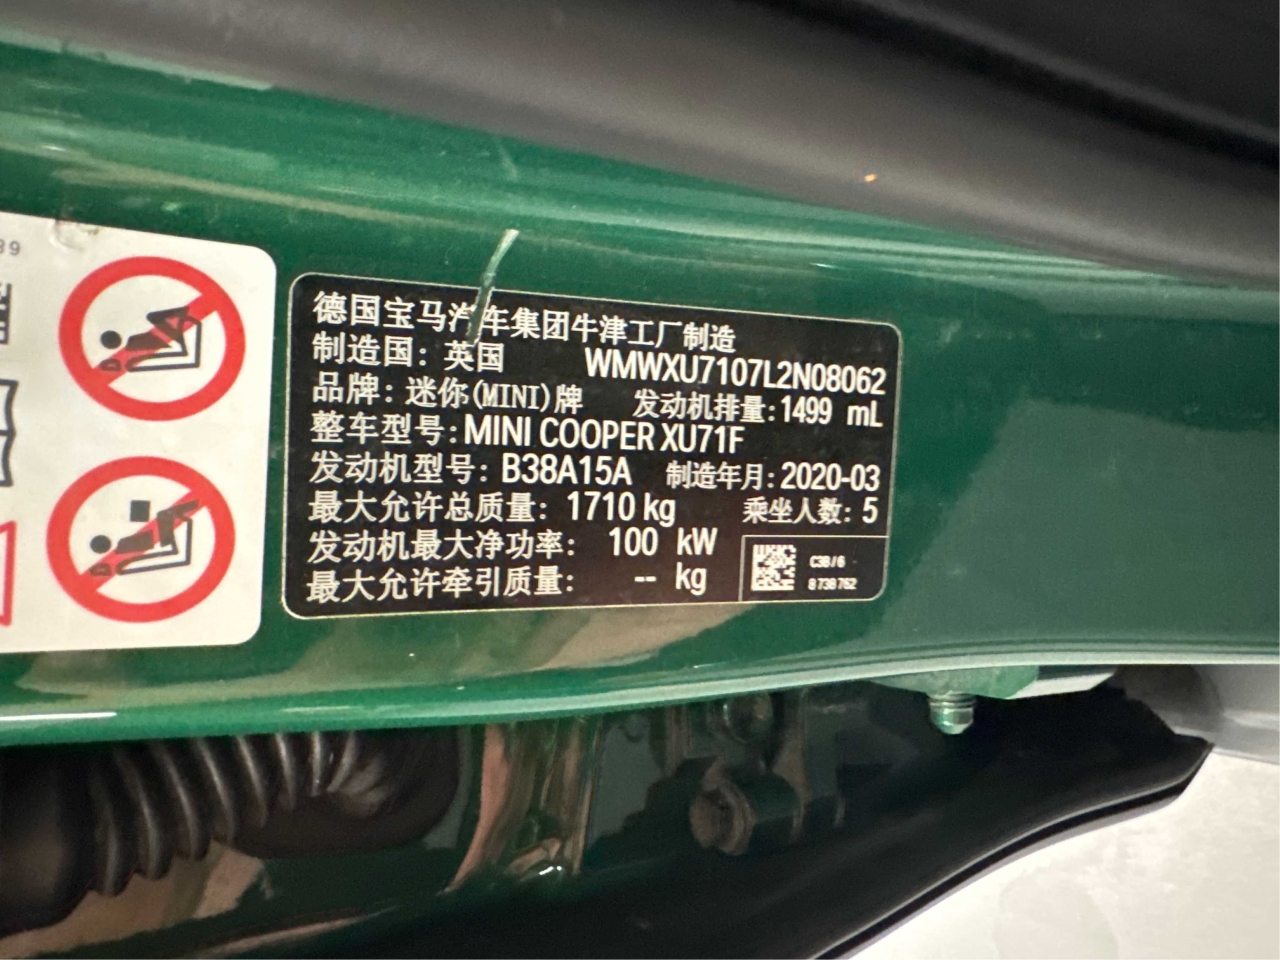 39
德国宝马汽车集团牛津工厂制造
制造国：英国 WMWXU7107L2N08062
品牌：迷你(MINI)牌 发动机排量：1499 mL
整车型号：MINI COOPER XU71F
发动机型号：B38A15A 制造年月：2020-03
最大允许总质量：1710 kg 乘坐人数：5
发动机最大净功率：100 kW
最大允许牵引质量：-- kg
C38/6
8738762